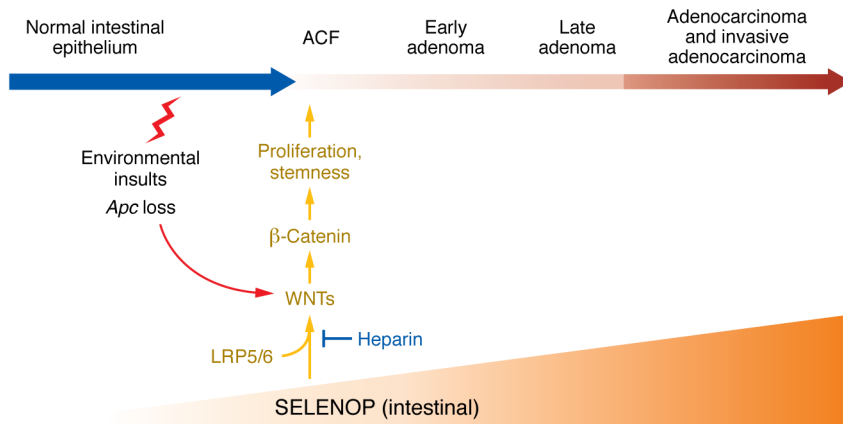 Normal intestinal
epithelium
ACF
Early
adenoma
Late
adenoma
Adenocarcinoma
and invasive
adenocarcinoma
Environmental
insults
Apc loss
Proliferation,
stemness
β-Catenin
WNTs
LRP5/6
Heparin
SELENOP (intestinal)